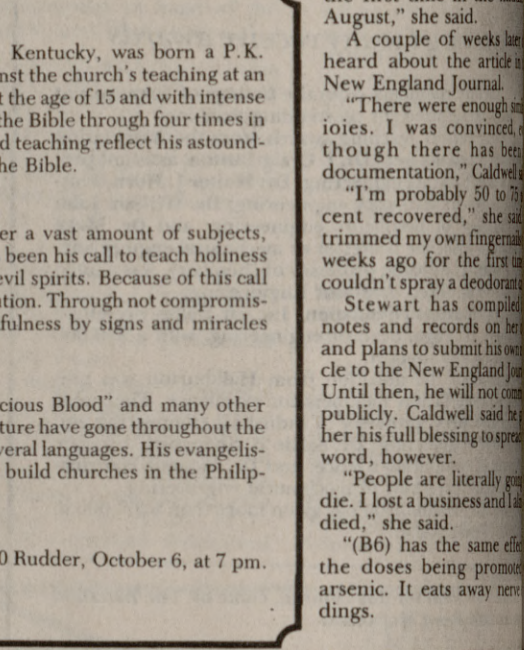 Kentucky, was born a P.K.
nst the church's teaching at an
t the age of 15 and with intense
the Bible through four times in
d teaching reflect his astound-
he Bible.
er a vast amount of subjects,
been his call to teach holiness
evil spirits. Because of this call
ution. Through not compromis-
fulness by signs and miracles
cious Blood" and many other
ture have gone throughout the
veral languages. His evangelis-
build churches in the Philip-
0 Rudder, October 6, at 7 pm.
August," she said.
A couple of weeks later
heard about the article in
New England Journal.
"There were enough sim
ioies. I was convinced,
though there has been
documentation," Caldwell s
"I'm probably 50 to 75
cent recovered," she said
trimmed my own fingernails
weeks ago for the first tim
couldn't spray a deodorant
Stewart has compiled
notes and records on her
and plans to submit his own
cle to the New England Jour
Until then, he will not com
publicly. Caldwell said he
her his full blessing to spread
word, however.
"People are literally going
die. I lost a business and I
died," she said.
"(B6) has the same effe
the doses being promoted
arsenic. It eats away nerve
dings.